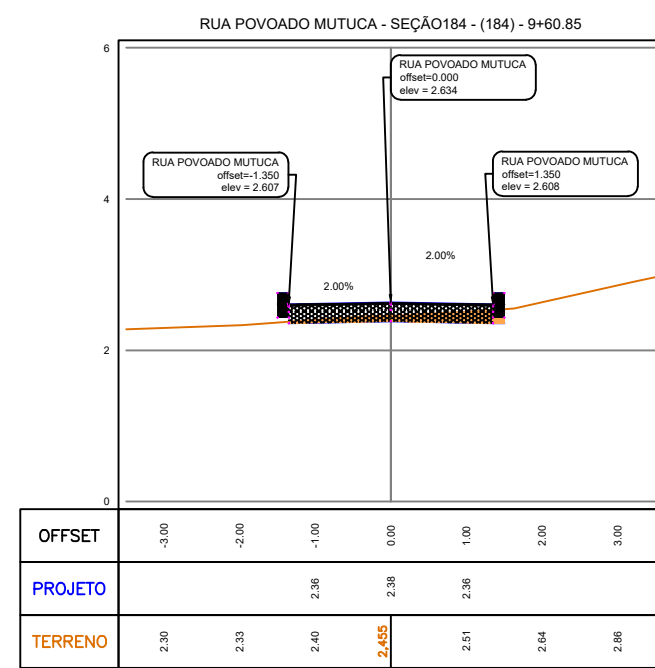 RUA POVOADO MUTUCA - SEÇÃO184 - (184) - 9+60.85
6
RUA POVOADO MUTUCA
offset=0.000
elev = 2.634
RUA POVOADO MUTUCA
offset=-1.350
elev = 2.607
RUA POVOADO MUTUCA
offset=1.350
elev = 2.608
4
2.00%
2.00%
2
0
OFFSET -3.00 -2.00 -1.00 0.00 1.00 2.00 3.00
PROJETO 2.36 2.38 2.36
TERRENO 2.30 2.33 2.40 2,455 2.51 2.64 2.86